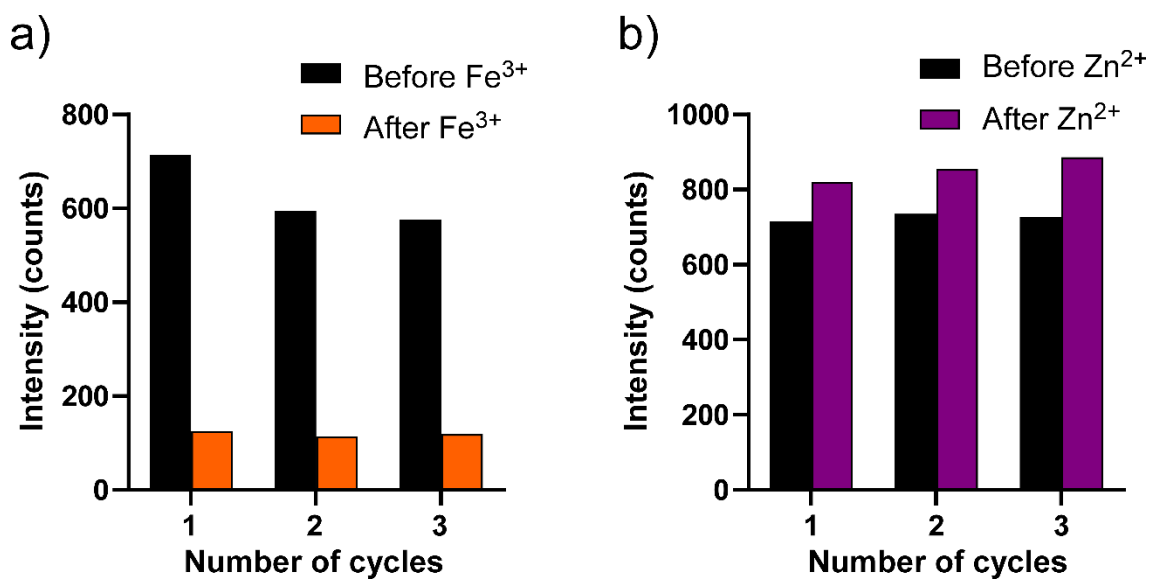 a)
Before Fe³⁺
After Fe³⁺
800
600
400
200
0
Intensity (counts)
1 2 3
Number of cycles
b)
Before Zn²⁺
After Zn²⁺
1000
800
600
400
200
0
Intensity (counts)
1 2 3
Number of cycles